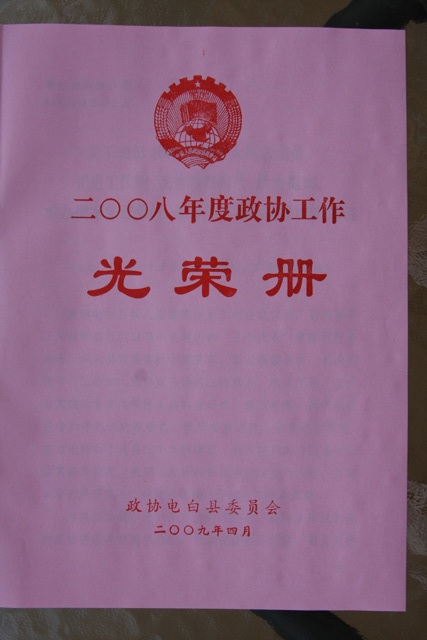 二〇〇八年度政协工作
光荣册
政协电白县委员会
二〇〇九年四月